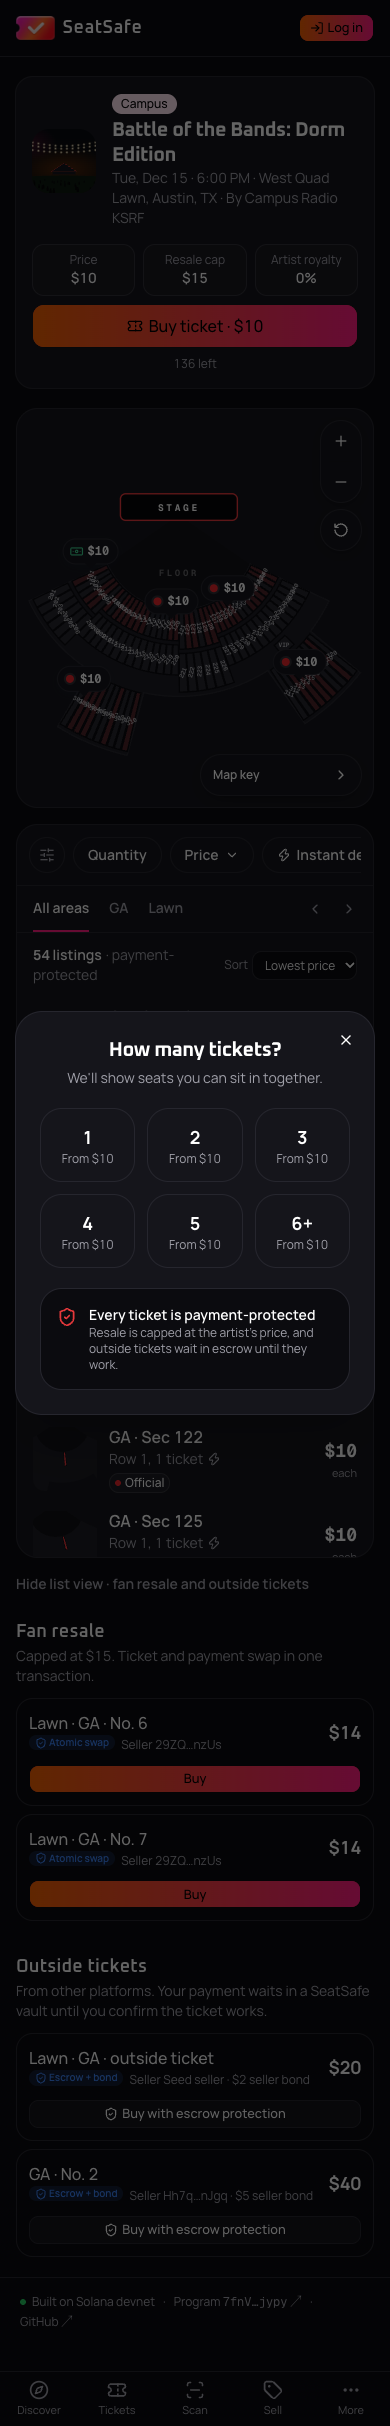 SeatSafe
Log in
Campus
Battle of the Bands: Dorm
Edition
Tue, Dec 15 · 6:00 PM · West Quad
Lawn, Austin, TX · By Campus Radio
KSRF
Price
$10
Resale cap
$15
Artist royalty
0%
Buy ticket · $10
136 left
STAGE
$10
FLOOR
$10
$10
VIP
$10
$10
Map key
Quantity
Price
Instant de
All areas
GA
Lawn
54 listings · payment-
protected
Sort
Lowest price
How many tickets?
We'll show seats you can sit in together.
1
From $10
2
From $10
3
From $10
4
From $10
5
From $10
6+
From $10
Every ticket is payment-protected
Resale is capped at the artist's price, and
outside tickets wait in escrow until they
work.
GA · Sec 122
Row 1, 1 ticket
Official
$10
each
GA · Sec 125
Row 1, 1 ticket
$10
Hide list view · fan resale and outside tickets
Fan resale
Capped at $15. Ticket and payment swap in one
transaction.
Lawn · GA · No. 6
Atomic swap
Seller 29ZQ…nzUs
$14
Buy
Lawn · GA · No. 7
Atomic swap
Seller 29ZQ…nzUs
$14
Buy
Outside tickets
From other platforms. Your payment waits in a SeatSafe
vault until you confirm the ticket works.
Lawn · GA · outside ticket
Escrow + bond
Seller Seed seller · $2 seller bond
$20
Buy with escrow protection
GA · No. 2
Escrow + bond
Seller Hh7q…nJgq · $5 seller bond
$40
Buy with escrow protection
Built on Solana devnet · Program 7fnV…jypy ↗ ·
GitHub ↗
Discover
Tickets
Scan
Sell
More